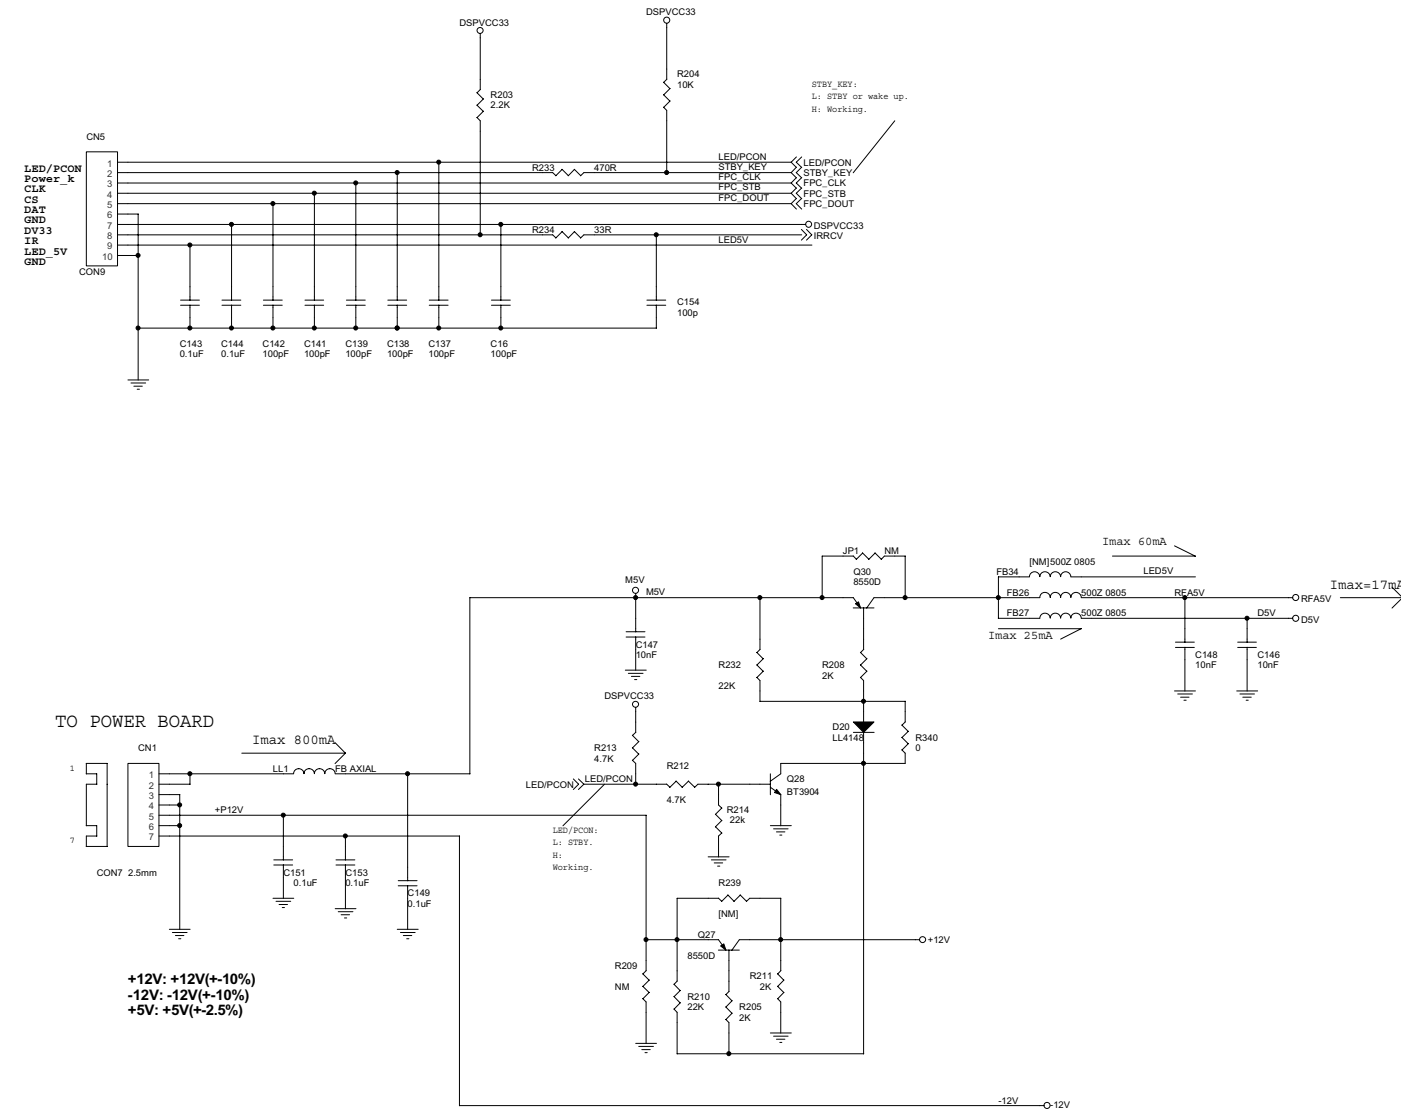 DSPVCC33
DSPVCC33
R204
10K
R203
2.2K
STBY_KEY:
L: STBY or wake up.
H: Working.
CN5
LED/PCON
Power_k
CLK
CS
DAT
GND
DV33
IR
LED_5V
GND
1
2
3
4
5
6
7
8
9
10
CON9
R233
470R
LED/PCON
STBY_KEY
FPC_CLK
FPC_STB
FPC_DOUT
LED/PCON
STBY_KEY
FPC_CLK
FPC_STB
FPC_DOUT
DSPVCC33
IRRCV
R234
33R
LED5V
C154
100p
C143
0.1uF
C144
0.1uF
C142
100pF
C141
100pF
C139
100pF
C138
100pF
C137
100pF
C16
100pF
Imax 60mA
JP1
NM
Q30
8550D
[NM]500Z 0805
FB34
LED5V
M5V
M5V
FB26
500Z 0805
RFA5V
RFA5V
Imax=17mA
FB27
500Z 0805
D5V
D5V
Imax 25mA
C147
10nF
C148
10nF
C146
10nF
R232
22K
R208
2K
DSPVCC33
TO POWER BOARD
Imax 800mA
D20
LL4148
R340
0
R213
4.7K
CN1
1
7
1
2
3
4
5
6
7
LL1
FB AXIAL
R212
4.7K
LED/PCON
LED/PCON
Q28
BT3904
+P12V
R214
22k
LED/PCON:
L: STBY.
H:
Working.
CON7 2.5mm
C151
0.1uF
C153
0.1uF
C149
0.1uF
R239
[NM]
Q27
8550D
+12V
R209
NM
R210
22K
R205
2K
R211
2K
+12V: +12V(+-10%)
-12V: -12V(+-10%)
+5V: +5V(+-2.5%)
-12V
-12V